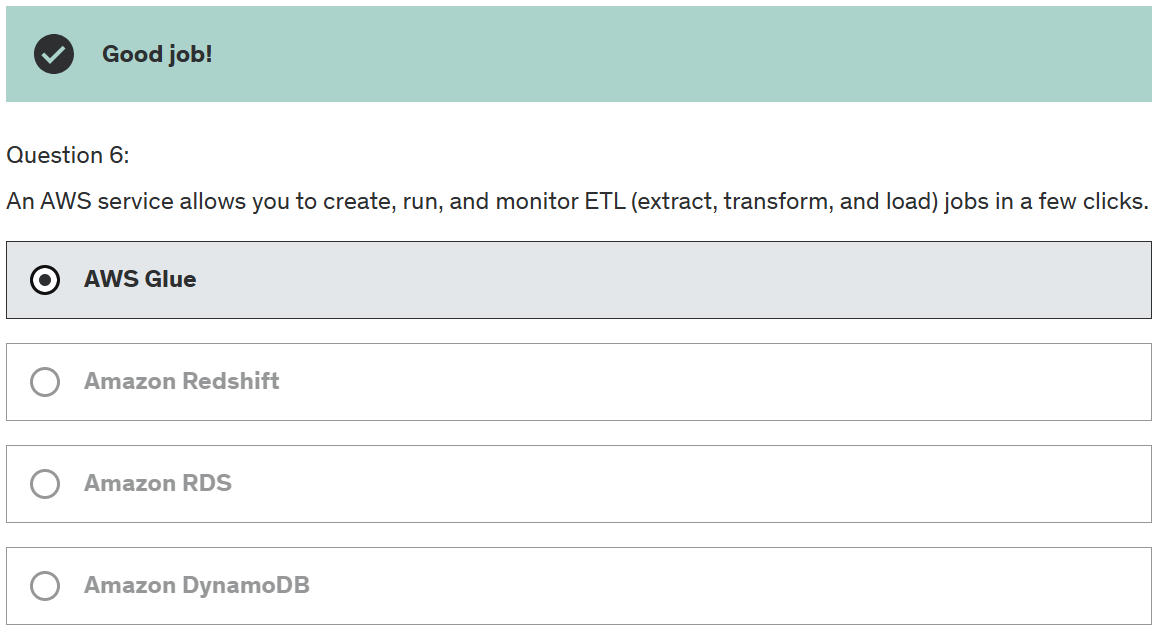 Good job!
Question 6:
An AWS service allows you to create, run, and monitor ETL (extract, transform, and load) jobs in a few clicks.
AWS Glue
Amazon Redshift
Amazon RDS
Amazon DynamoDB